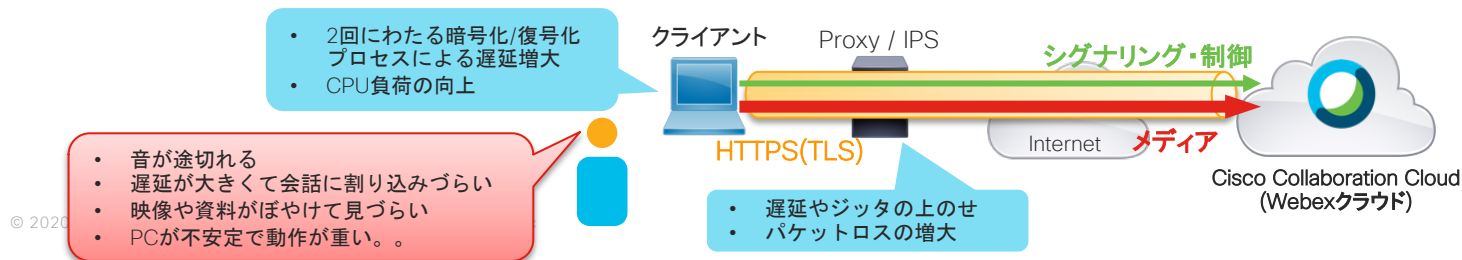 • 2回にわたる暗号化/復号化
プロセスによる遅延増大
• CPU負荷の向上
クライアント
Proxy / IPS
シグナリング・制御
HTTPS(TLS)
Internet
メディア
Cisco Collaboration Cloud
(Webexクラウド)
• 音が途切れる
• 遅延が大きくて会話に割り込みづらい
• 映像や資料がぼやけて見づらい
• PCが不安定で動作が重い。。
• 遅延やジッタの上のせ
• パケットロスの増大
© 2020